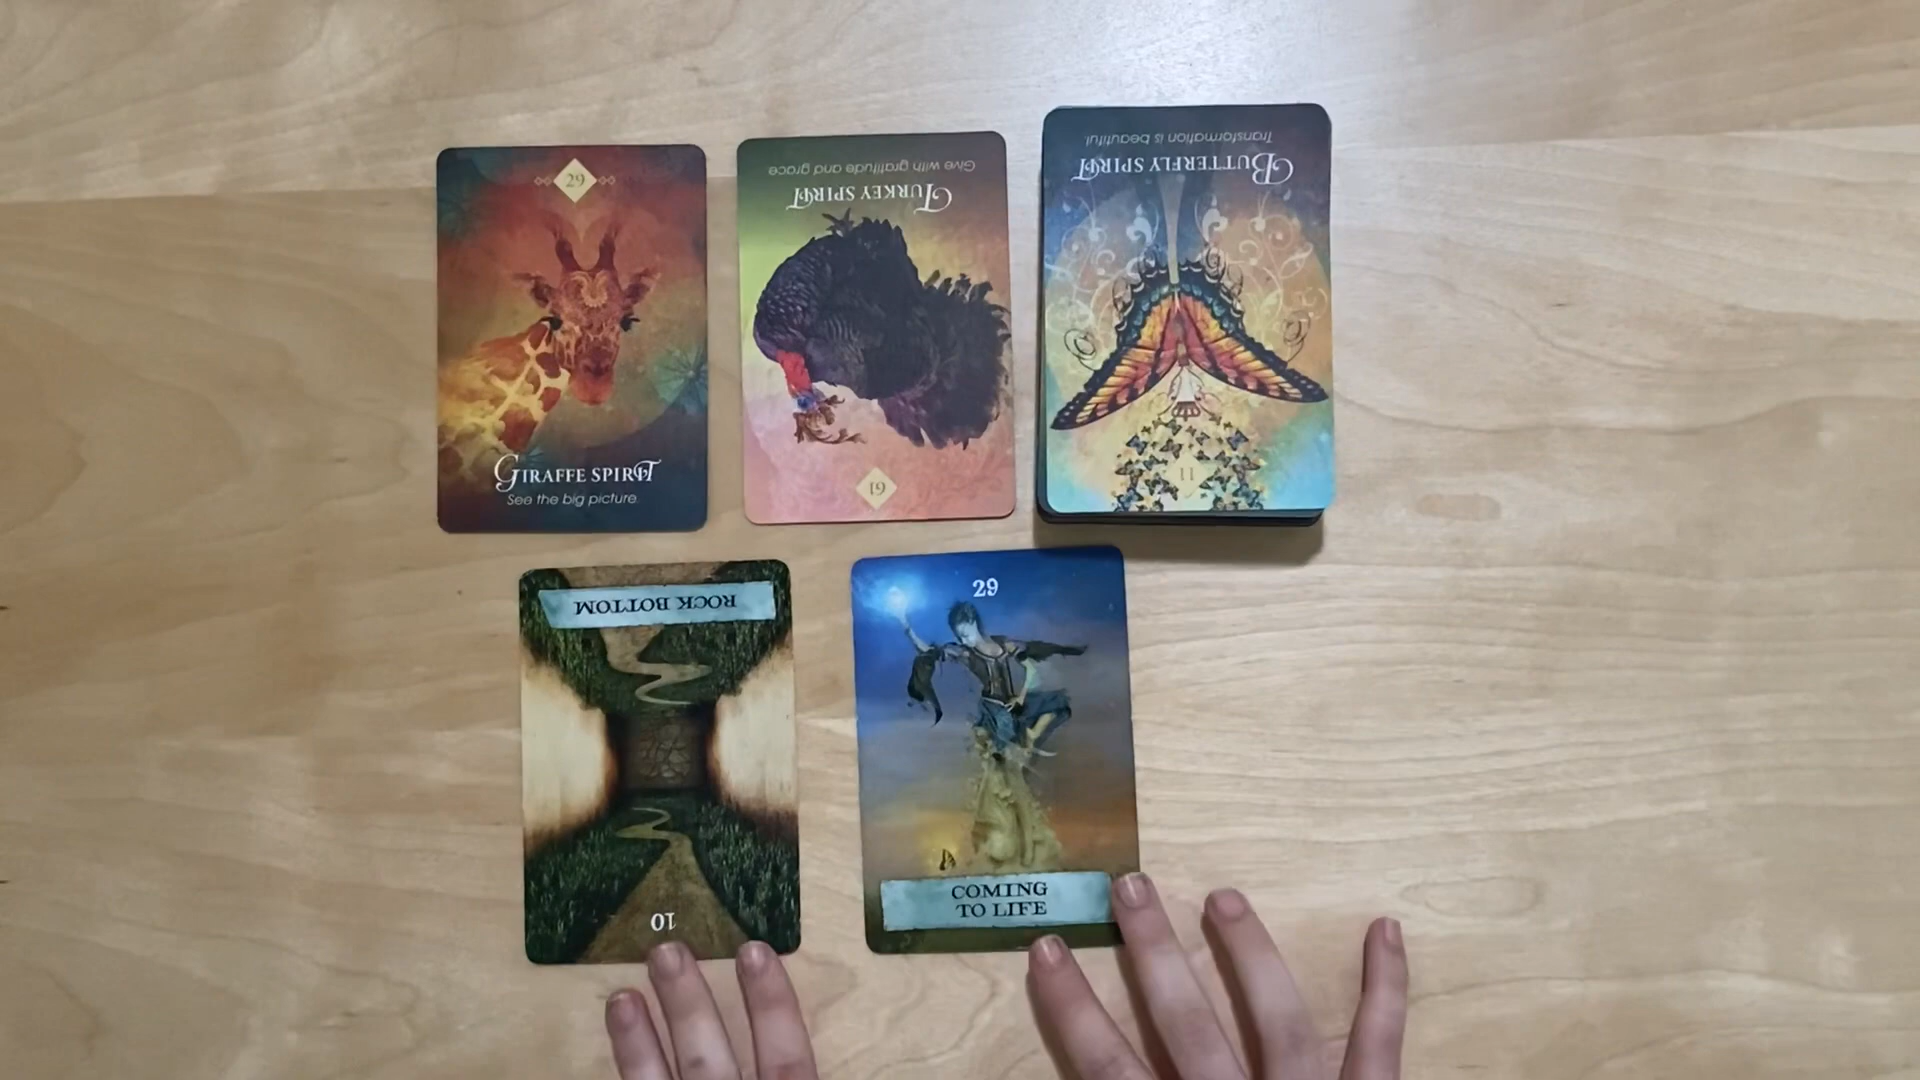 29
GIRAFFE SPIRIT
See the big picture.
Give with gratitude and grace
TURKEY SPIRIT
61
Transformation is beautiful.
BUTTERFLY SPIRIT
11
ROCK BOTTOM
10
29
COMING
TO LIFE